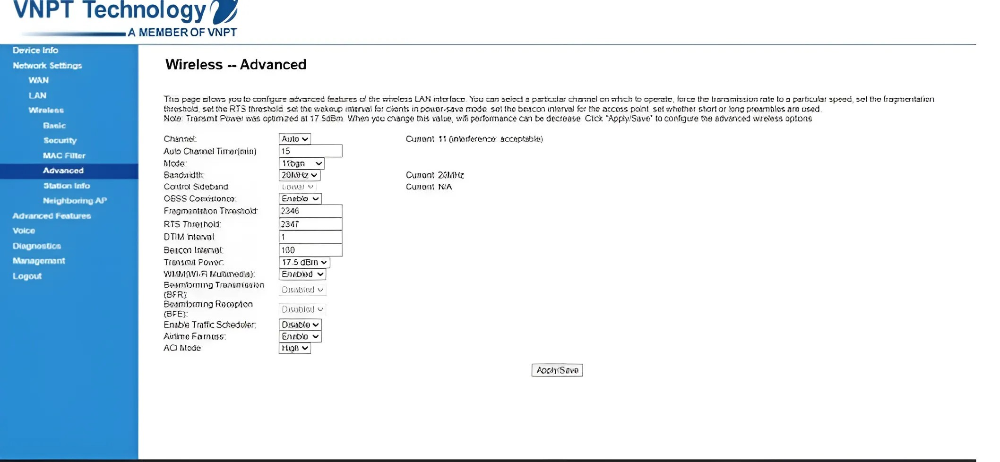 VNPT Technology
A MEMBER OF VNPT
Device Info
Network Settings
WAN
LAN
Wireless
Basic
Security
MAC Filter
Advanced
Station Info
Neighboring AP
Advanced Features
Voice
Diagnostics
Management
Logout
Wireless -- Advanced
This page allows you to configure advanced features of the wireless LAN interface. You can select a particular channel on which to operate, force the transmission rate to a particular speed, set the fragmentation
threshold, set the RTS threshold, set the wakeup interval for clients in power-save mode, set the beacon interval for the access point, set whether short or long preambles are used.
Note: Transmit Power was optimized at 17.5dBm. When you change this value, wifi performance can be decrease. Click "Apply/Save" to configure the advanced wireless options.
Channel: Auto Current: 11 (interference: acceptable)
Auto Channel Timer(min) 15
Mode: 11bgn
Bandwidth: 20MHz Current: 20MHz
Control Sideband: Lower Current: N/A
OBSS Coexistence: Enable
Fragmentation Threshold: 2346
RTS Threshold: 2347
DTIM Interval: 1
Beacon Interval: 100
Transmit Power: 17.5 dBm
WMM(Wi-Fi Multimedia): Enabled
Beamforming Transmission
(BFR): Disabled
Beamforming Reception
(BFE): Disabled
Enable Traffic Scheduler: Disable
Airtime Fairness: Enable
ACI Mode: High
Apply/Save